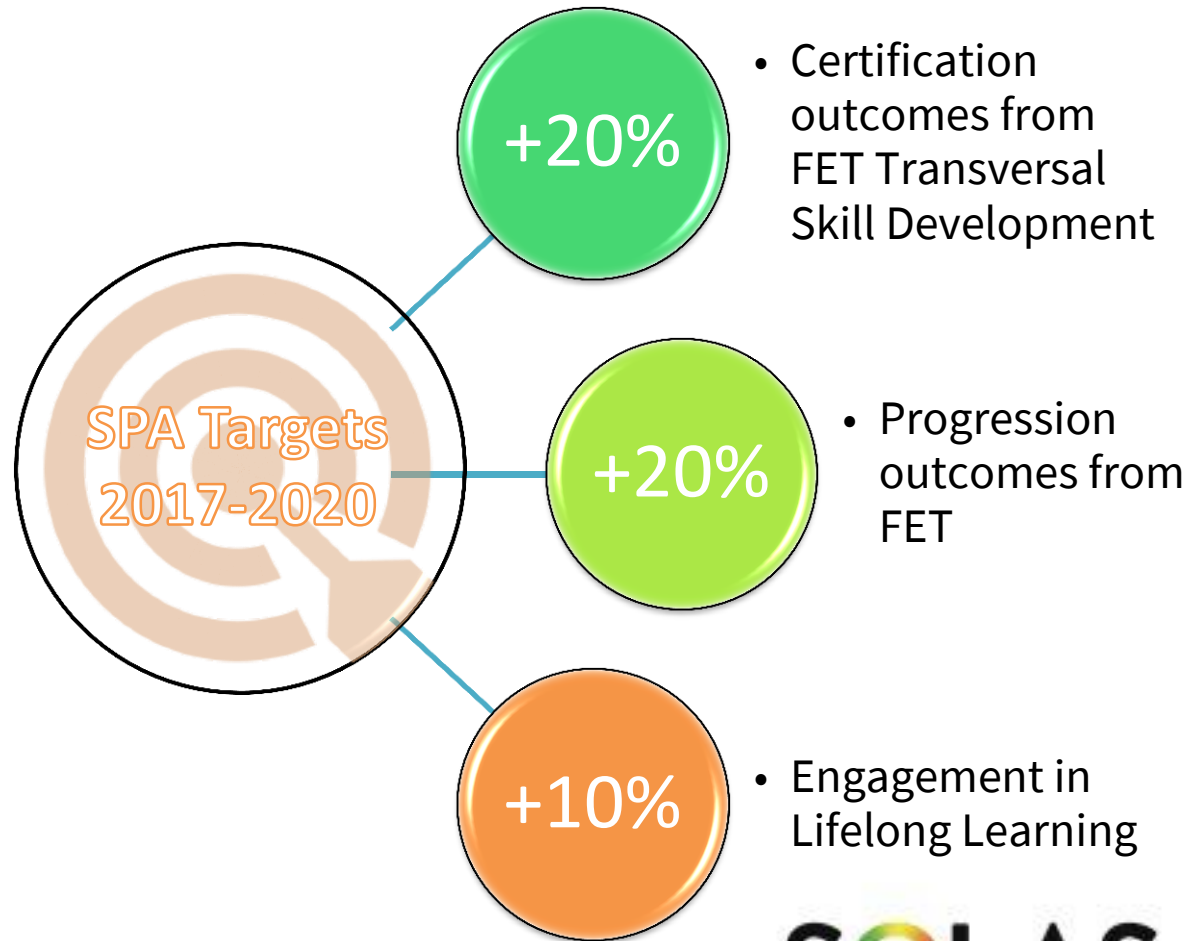 SPA Targets
2017-2020
+20%
• Certification
outcomes from
FET Transversal
Skill Development
+20%
• Progression
outcomes from
FET
+10%
• Engagement in
Lifelong Learning
SOLAS